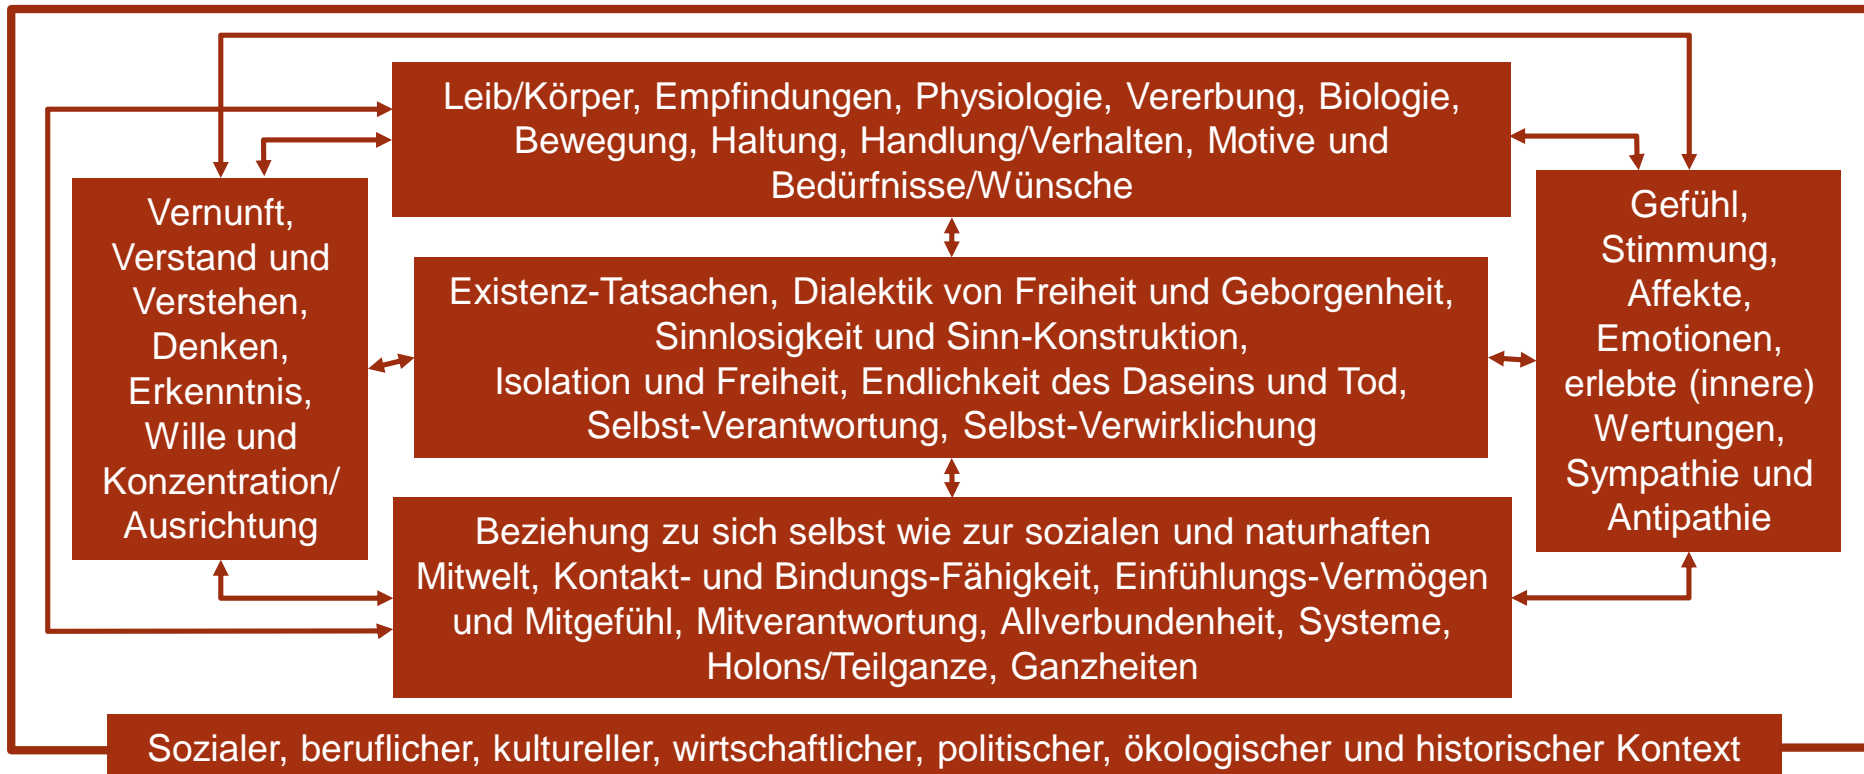 Leib/Körper, Empfindungen, Physiologie, Vererbung, Biologie,
Bewegung, Haltung, Handlung/Verhalten, Motive und
Bedürfnisse/Wünsche
Vernunft,
Verstand und
Verstehen,
Denken,
Erkenntnis,
Wille und
Konzentration/
Ausrichtung
Existenz-Tatsachen, Dialektik von Freiheit und Geborgenheit,
Sinnlosigkeit und Sinn-Konstruktion,
Isolation und Freiheit, Endlichkeit des Daseins und Tod,
Selbst-Verantwortung, Selbst-Verwirklichung
Gefühl,
Stimmung,
Affekte,
Emotionen,
erlebte (innere)
Wertungen,
Sympathie und
Antipathie
Beziehung zu sich selbst wie zur sozialen und naturhaften
Mitwelt, Kontakt- und Bindungs-Fähigkeit, Einfühlungs-Vermögen
und Mitgefühl, Mitverantwortung, Allverbundenheit, Systeme,
Holons/Teilganze, Ganzheiten
Sozialer, beruflicher, kultureller, wirtschaftlicher, politischer, ökologischer und historischer Kontext